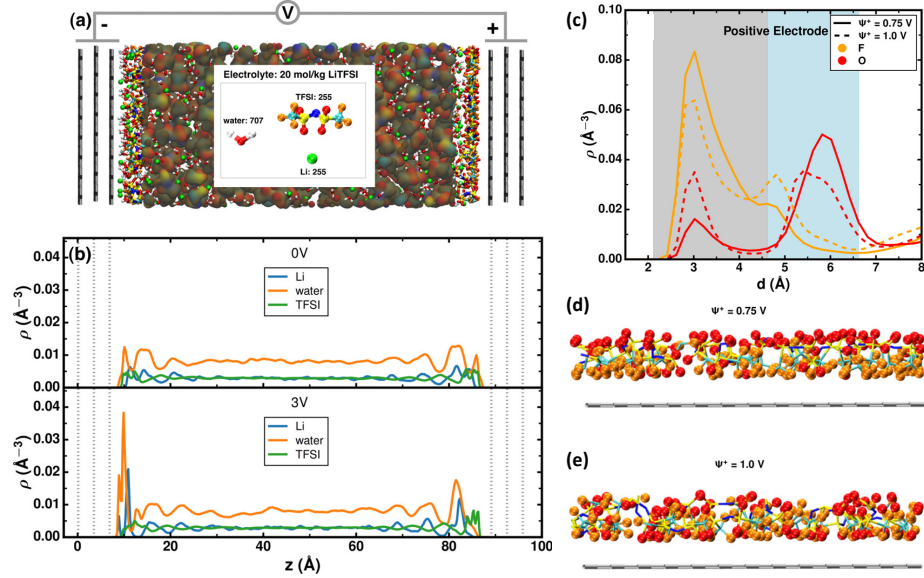 (a)
V
-
+
Electrolyte: 20 mol/kg LiTFSI
TFSI: 255
water: 707
Li: 255
(b)
0V
Li
water
TFSI
ρ (Å⁻³)
0.04
0.03
0.02
0.01
0.00
3V
Li
water
TFSI
ρ (Å⁻³)
0.04
0.03
0.02
0.01
0.00
0 20 40 60 80 100
z (Å)
(c)
Positive Electrode
Ψ⁺ = 0.75 V
Ψ⁺ = 1.0 V
F
O
ρ (Å⁻³)
0.10
0.08
0.06
0.04
0.02
0.00
2 3 4 5 6 7 8
d (Å)
(d)
Ψ⁺ = 0.75 V
(e)
Ψ⁺ = 1.0 V